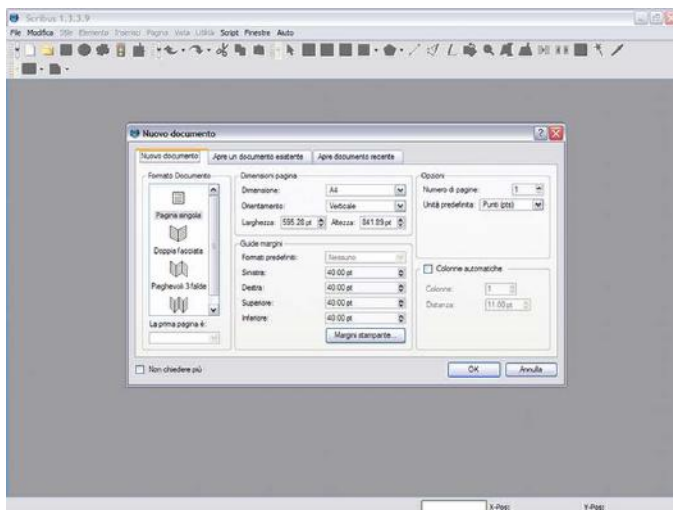 Scribus 1.3.3.9
File Modifica Stile Elemento Inserisci Pagina Vista Utilità Script Finestre Aiuto
Nuovo documento
Nuovo documento Apre un documento esistente Apre documento recente
Formato Documento
Pagina singola
Doppia facciata
Pieghevoli 3 falde
La prima pagina è:
Dimensioni pagina
Dimensione: A4
Orientamento: Verticale
Larghezza: 595.28 pt Altezza: 841.89 pt
Guide margini
Formati predefiniti: Nessuno
Sinistra: 40.00 pt
Destra: 40.00 pt
Superiore: 40.00 pt
Inferiore: 40.00 pt
Margini stampante...
Opzioni
Numero di pagine: 1
Unità predefinita: Punti (pts)
Colonne automatiche
Colonne: 1
Distanza: 11.00 pt
Non chiedere più
OK Annulla
X-Pos: Y-Pos: